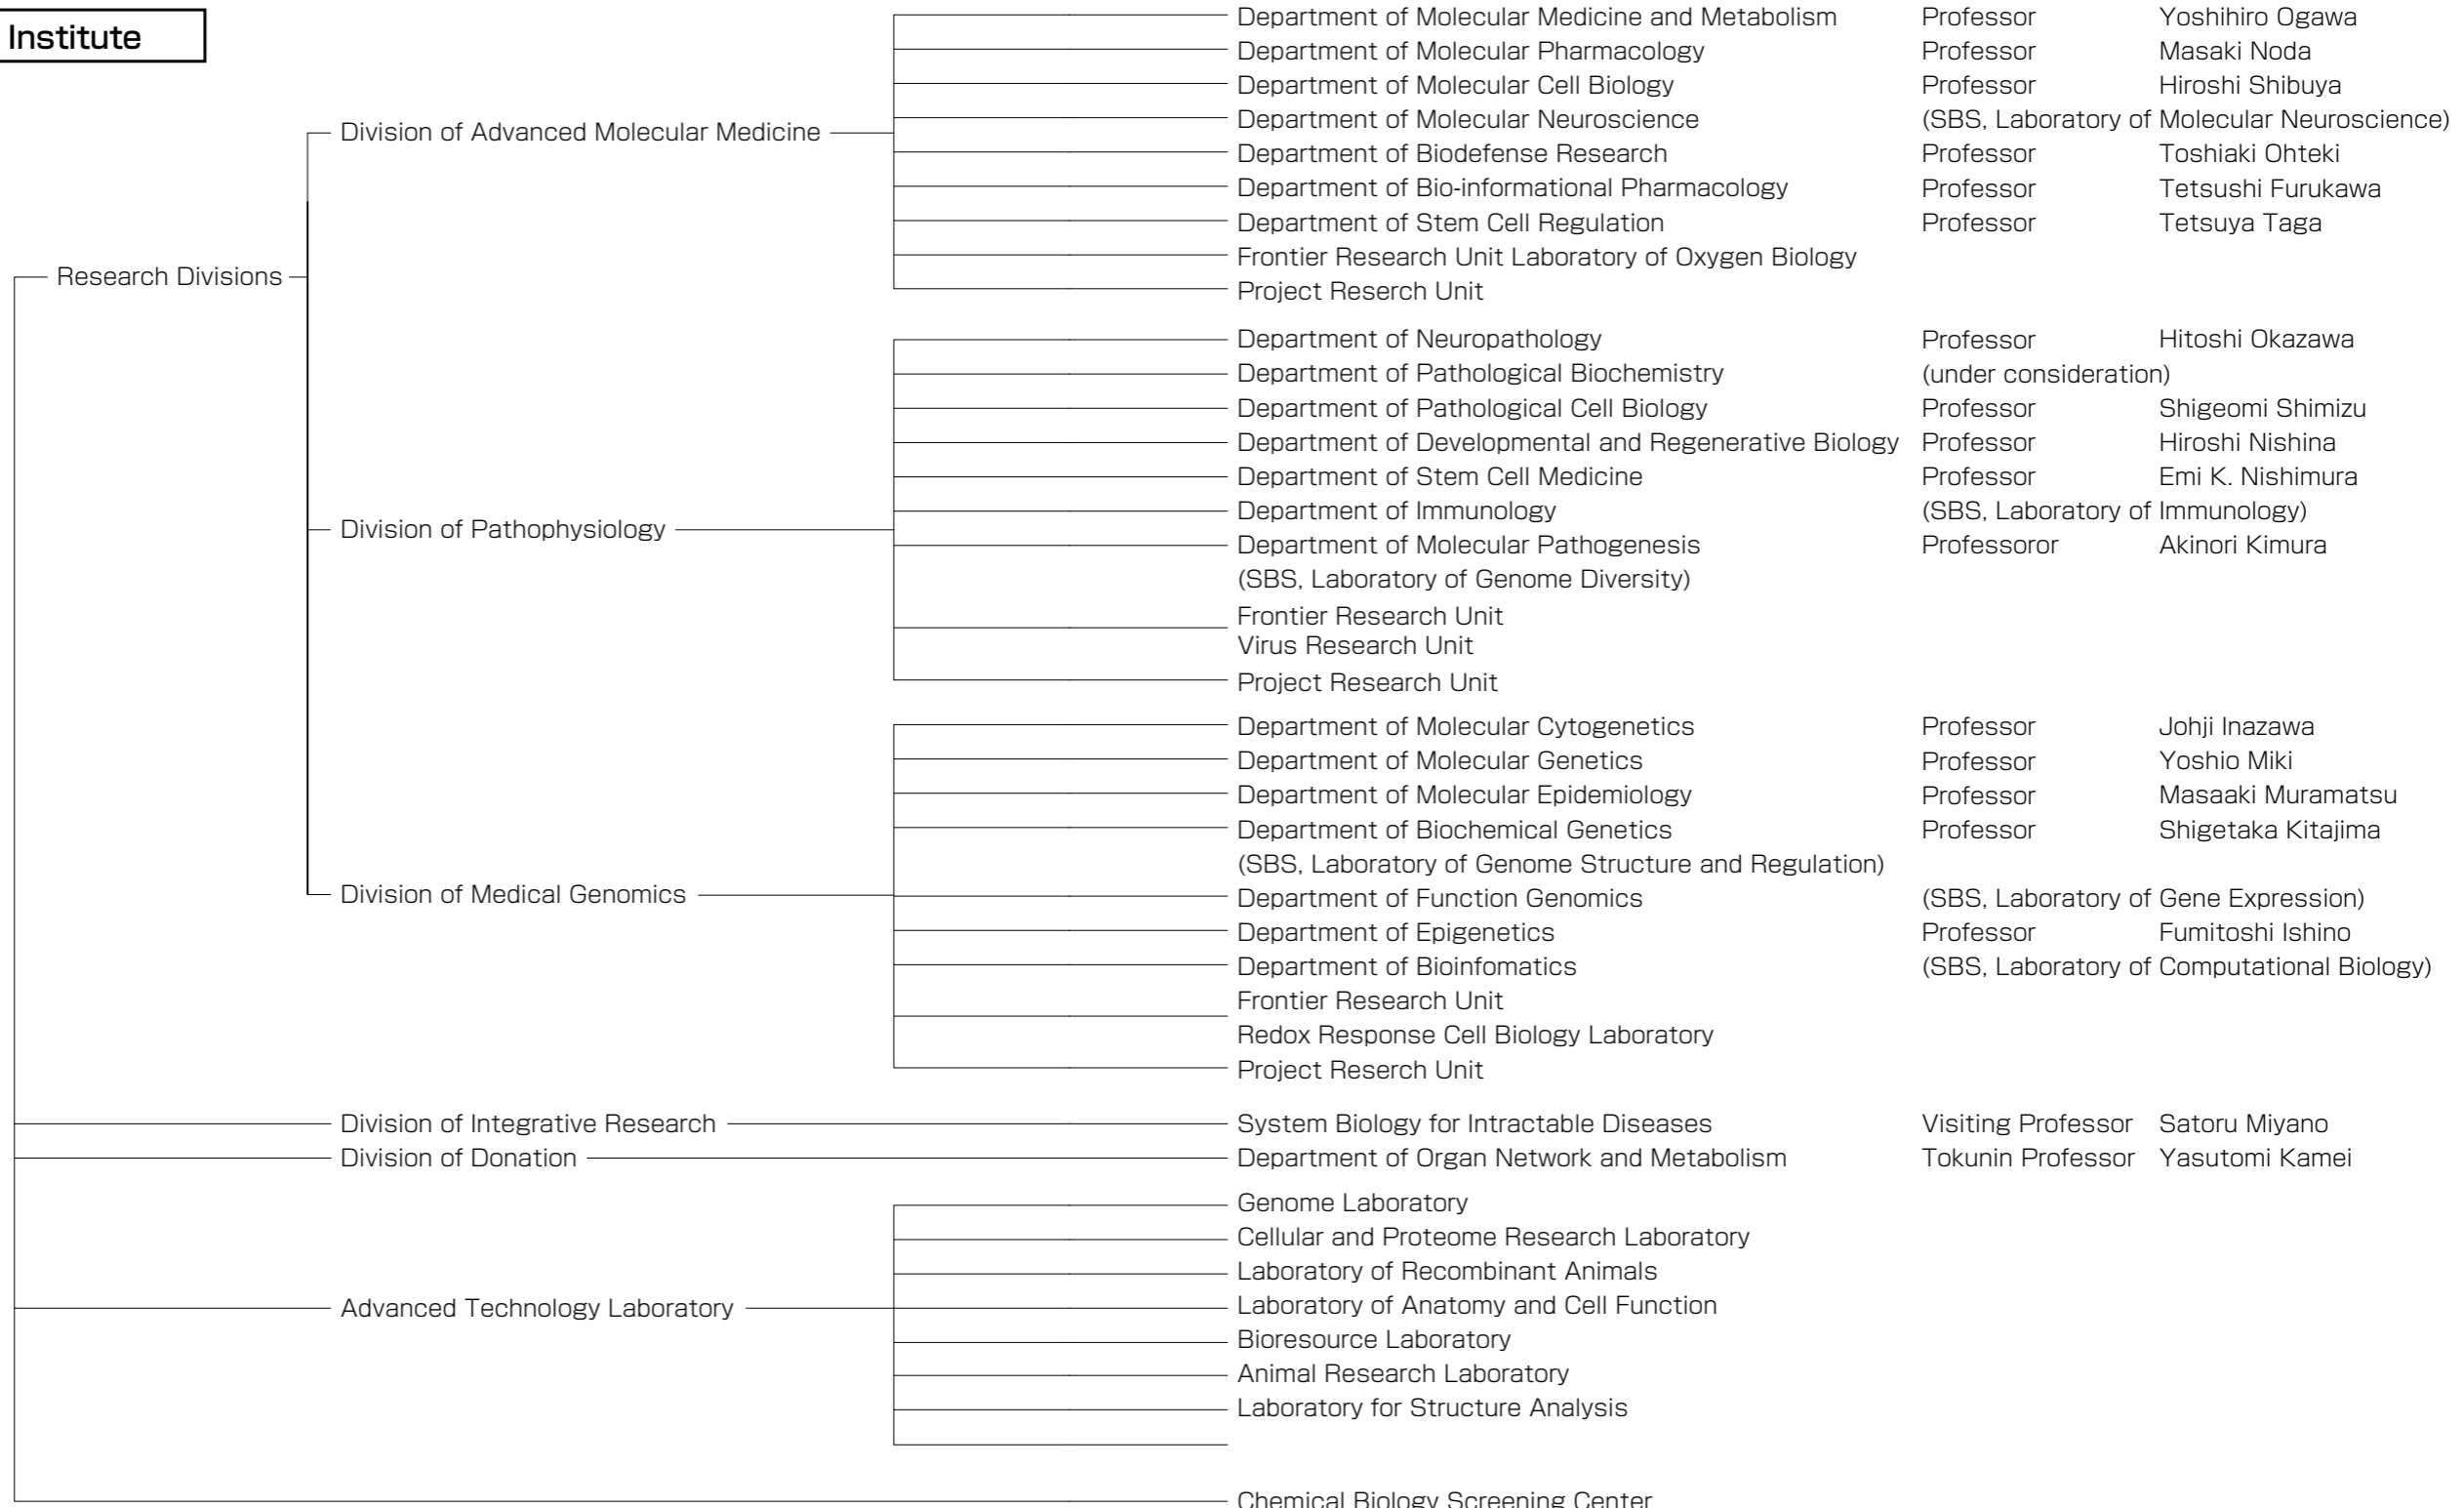 Institute
Department of Molecular Medicine and Metabolism Professor Yoshihiro Ogawa
Department of Molecular Pharmacology Professor Masaki Noda
Department of Molecular Cell Biology Professor Hiroshi Shibuya
Division of Advanced Molecular Medicine Department of Molecular Neuroscience (SBS, Laboratory of Molecular Neuroscience)
Department of Biodefense Research Professor Toshiaki Ohteki
Department of Bio-informational Pharmacology Professor Tetsushi Furukawa
Department of Stem Cell Regulation Professor Tetsuya Taga
Frontier Research Unit Laboratory of Oxygen Biology
Research Divisions
Project Reserch Unit
Department of Neuropathology Professor Hitoshi Okazawa
Department of Pathological Biochemistry (under consideration)
Department of Pathological Cell Biology Professor Shigeomi Shimizu
Department of Developmental and Regenerative Biology Professor Hiroshi Nishina
Department of Stem Cell Medicine Professor Emi K. Nishimura
Department of Immunology (SBS, Laboratory of Immunology)
Division of Pathophysiology
Department of Molecular Pathogenesis Professoror Akinori Kimura
(SBS, Laboratory of Genome Diversity)
Frontier Research Unit
Virus Research Unit
Project Research Unit
Department of Molecular Cytogenetics Professor Johji Inazawa
Department of Molecular Genetics Professor Yoshio Miki
Department of Molecular Epidemiology Professor Masaaki Muramatsu
Department of Biochemical Genetics Professor Shigetaka Kitajima
(SBS, Laboratory of Genome Structure and Regulation)
Division of Medical Genomics Department of Function Genomics (SBS, Laboratory of Gene Expression)
Department of Epigenetics Professor Fumitoshi Ishino
Department of Bioinfomatics (SBS, Laboratory of Computational Biology)
Frontier Research Unit
Redox Response Cell Biology Laboratory
Project Reserch Unit
Division of Integrative Research System Biology for Intractable Diseases Visiting Professor Satoru Miyano
Division of Donation Department of Organ Network and Metabolism Tokunin Professor Yasutomi Kamei
Genome Laboratory
Cellular and Proteome Research Laboratory
Laboratory of Recombinant Animals
Advanced Technology Laboratory Laboratory of Anatomy and Cell Function
Bioresource Laboratory
Animal Research Laboratory
Laboratory for Structure Analysis
Chemical Biology Screening Center